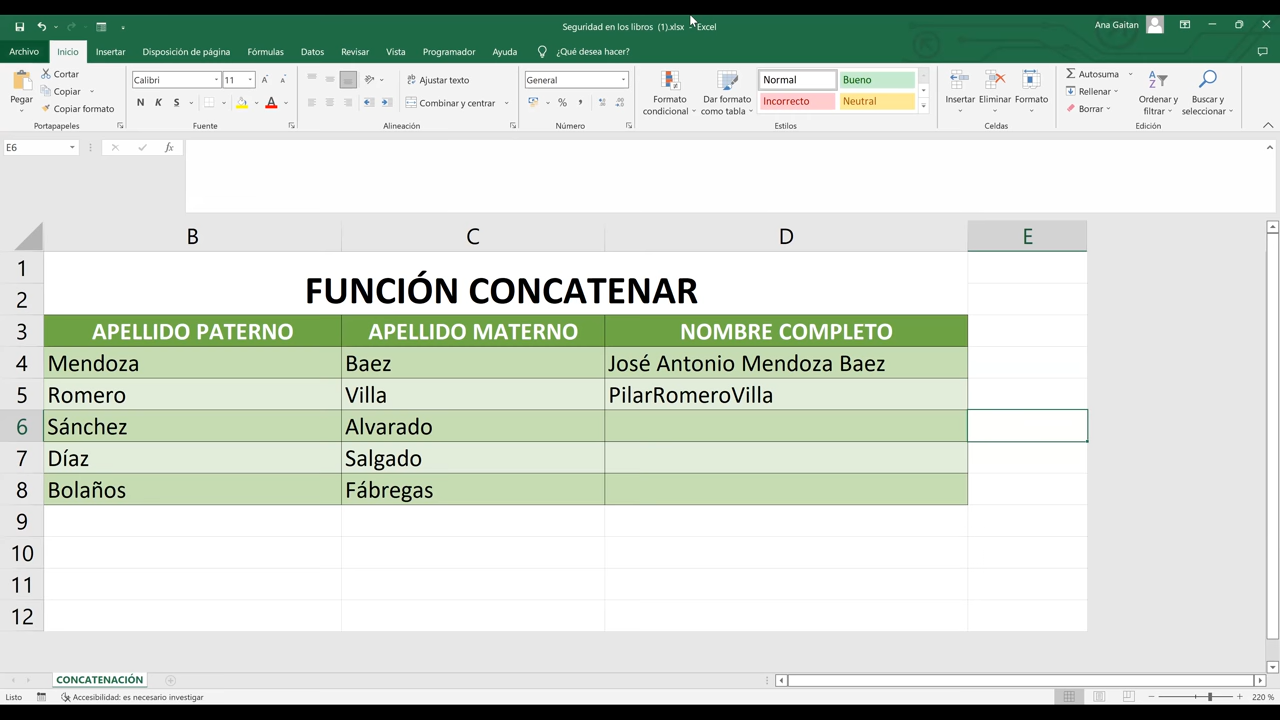 Seguridad en los libros (1).xlsx - Excel
Ana Gaitan
Archivo Inicio Insertar Disposición de página Fórmulas Datos Revisar Vista Programador Ayuda ¿Qué desea hacer?
Pegar
Cortar
Copiar
Copiar formato
Portapapeles
Calibri 11
N K S
Fuente
Ajustar texto
Combinar y centrar
Alineación
General
Número
Formato condicional
Dar formato como tabla
Normal Bueno
Incorrecto Neutral
Estilos
Insertar Eliminar Formato
Celdas
Autosuma
Rellenar
Borrar
Ordenar y filtrar
Buscar y seleccionar
Edición
E6 fx
B C D E
1
2 FUNCIÓN CONCATENAR
3 APELLIDO PATERNO APELLIDO MATERNO NOMBRE COMPLETO
4 Mendoza Baez José Antonio Mendoza Baez
5 Romero Villa PilarRomeroVilla
6 Sánchez Alvarado
7 Díaz Salgado
8 Bolaños Fábregas
9
10
11
12
CONCATENACIÓN
Listo Accesibilidad: es necesario investigar 220 %